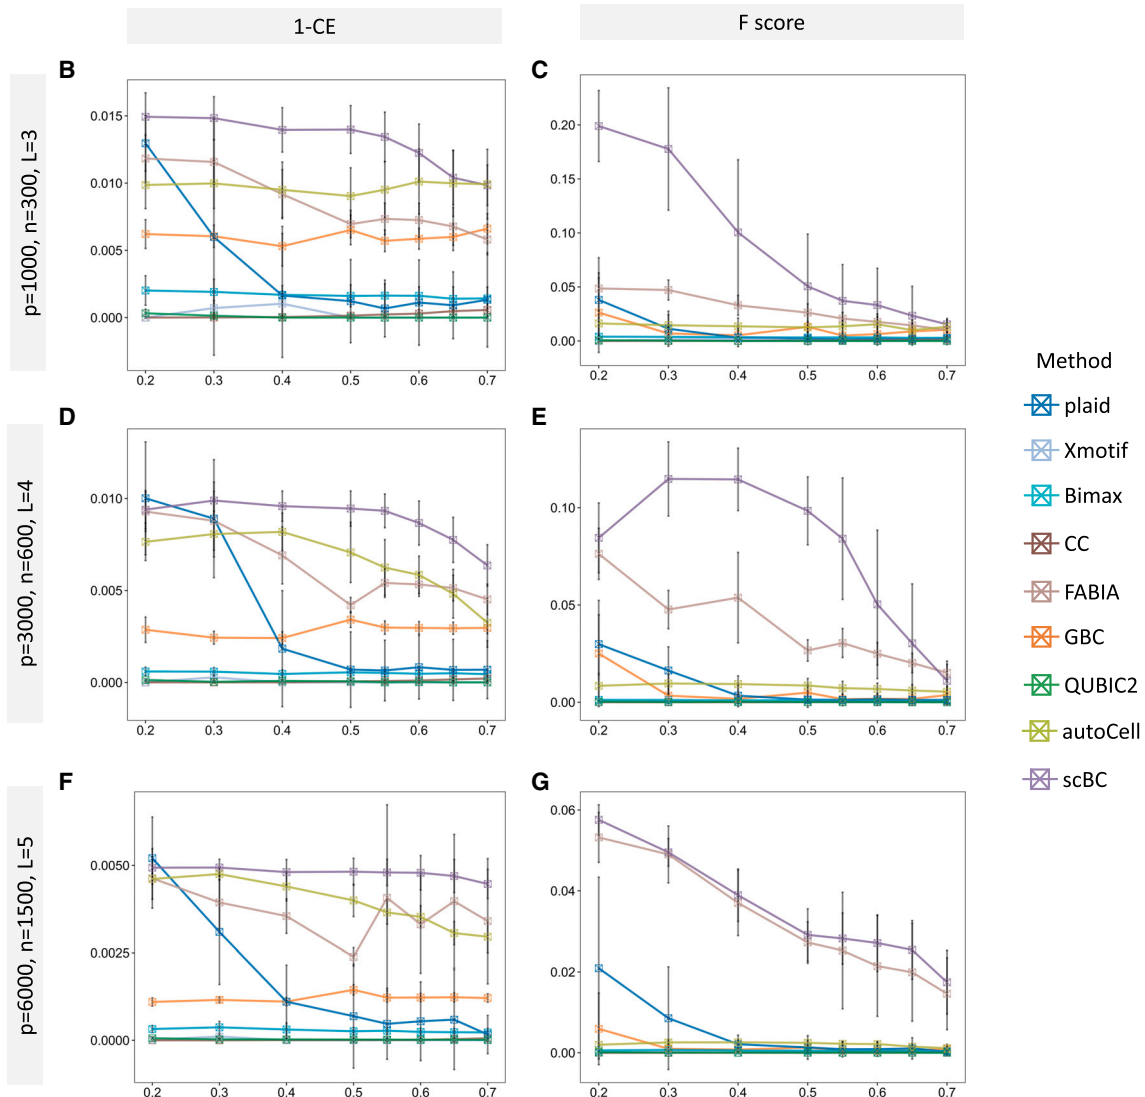 1-CE
F score
p=1000, n=300, L=3
B
0.015
0.010
0.005
0.000
0.2 0.3 0.4 0.5 0.6 0.7
C
0.20
0.15
0.10
0.05
0.00
0.2 0.3 0.4 0.5 0.6 0.7
p=3000, n=600, L=4
D
0.010
0.005
0.000
0.2 0.3 0.4 0.5 0.6 0.7
E
0.10
0.05
0.00
0.2 0.3 0.4 0.5 0.6 0.7
p=6000, n=1500, L=5
F
0.0050
0.0025
0.0000
0.2 0.3 0.4 0.5 0.6 0.7
G
0.06
0.04
0.02
0.00
0.2 0.3 0.4 0.5 0.6 0.7
Method
plaid
Xmotif
Bimax
CC
FABIA
GBC
QUBIC2
autoCell
scBC